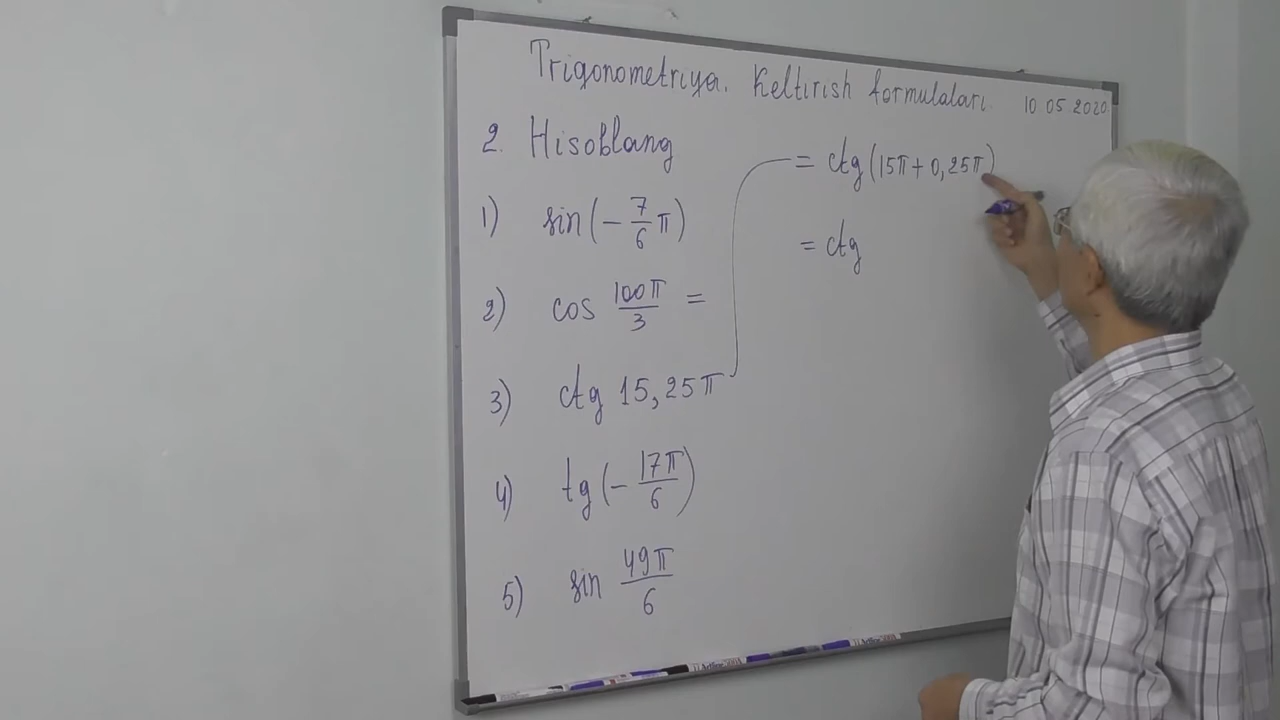 Trigonometriya. Keltirish formulalari. 10 05 2020
2. Hisoblang
1) sin(-7/6 π)
2) cos 100π/3 =
3) ctg 15,25π
4) tg(-17π/6)
5) sin 49π/6
= ctg(15π+0,25π)
= ctg